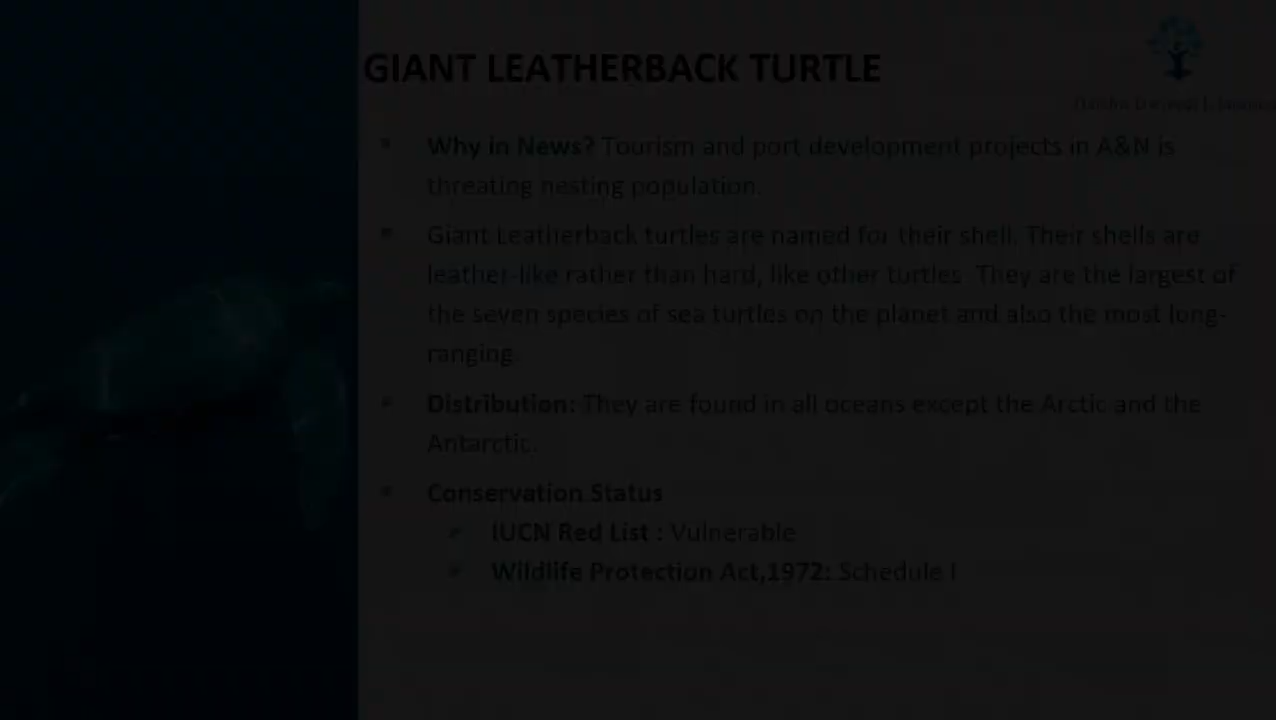 GIANT LEATHERBACK TURTLE
Why in News? Tourism and port development projects in A&N is
threating nesting population.
Giant Leatherback turtles are named for their shell. Their shells are
leather-like rather than hard, like other turtles. They are the largest of
the seven species of sea turtles on the planet and also the most long-
ranging.
Distribution: They are found in all oceans except the Arctic and the
Antarctic.
Conservation Status
IUCN Red List : Vulnerable
Wildlife Protection Act,1972: Schedule I